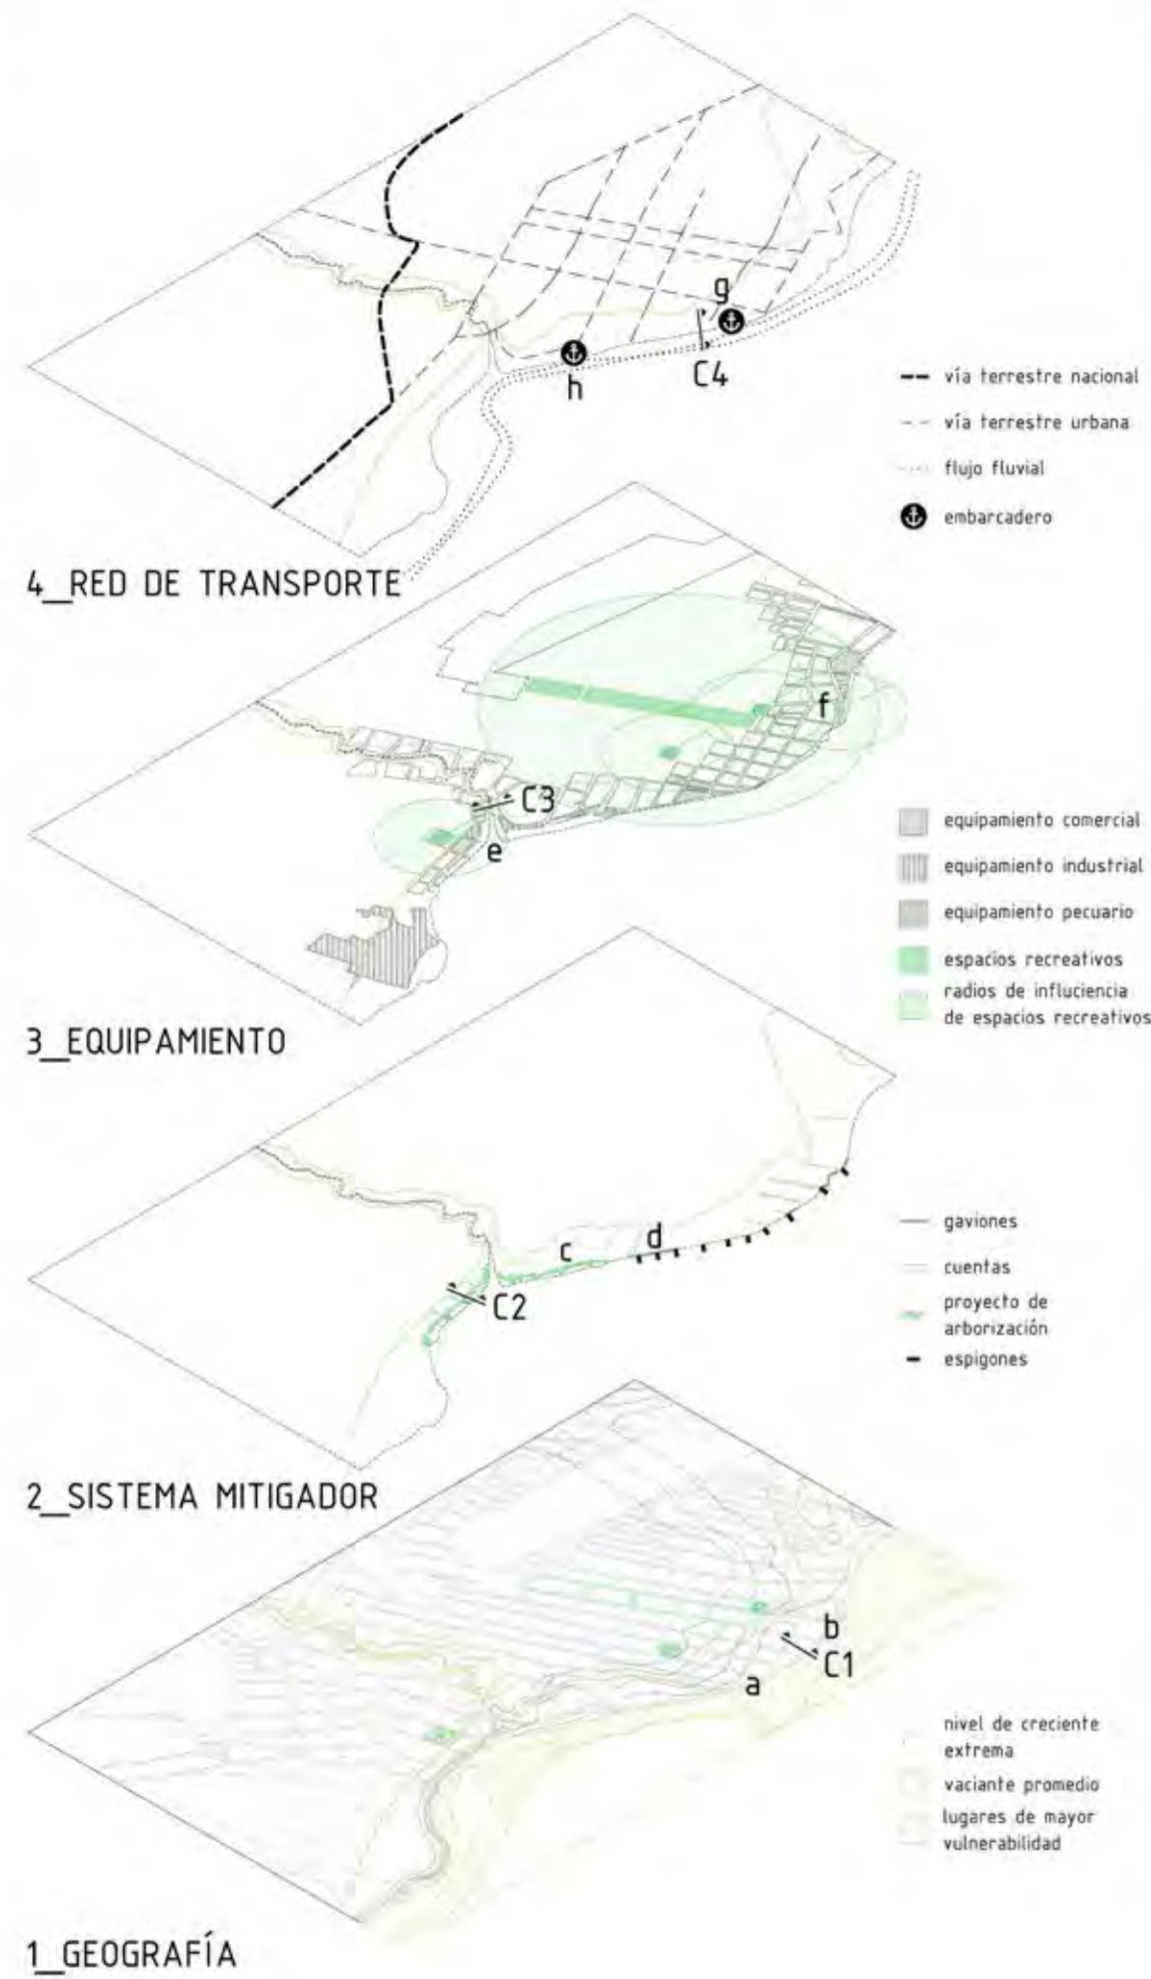 g
h
C4
vía terrestre nacional
vía terrestre urbana
flujo fluvial
embarcadero
4_RED DE TRANSPORTE
f
C3
e
equipamiento comercial
equipamiento industrial
equipamiento pecuario
espacios recreativos
radios de influciencia
de espacios recreativos
3_EQUIPAMIENTO
c
d
C2
gaviones
cuentas
proyecto de
arborización
espigones
2_SISTEMA MITIGADOR
b
C1
a
nivel de creciente
extrema
vaciante promedio
lugares de mayor
vulnerabilidad
1_GEOGRAFÍA